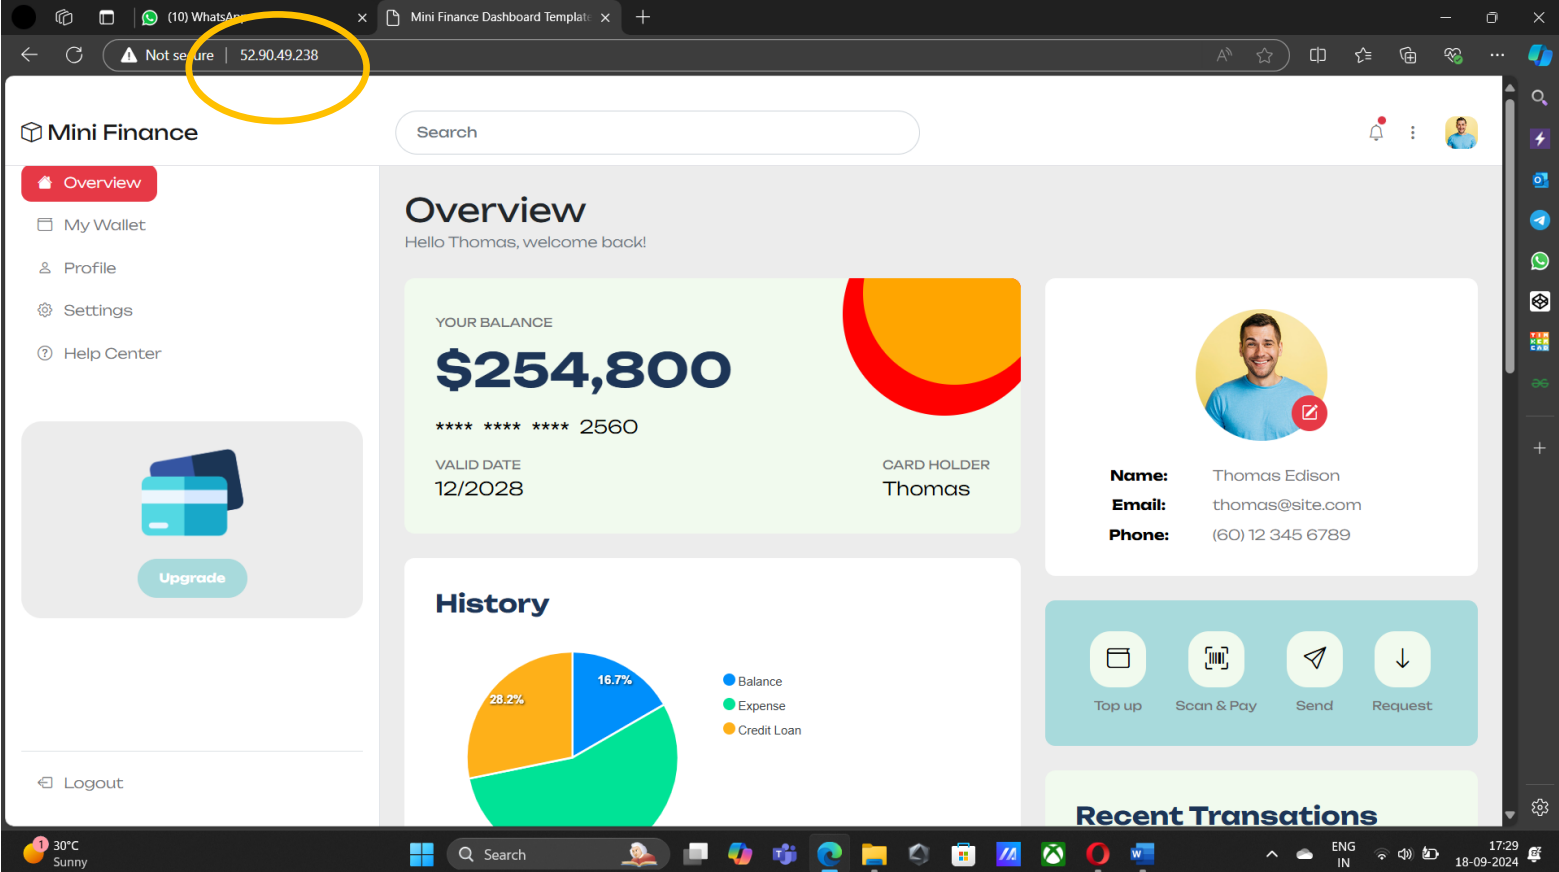 (10) WhatsApp
Mini Finance Dashboard Template
Not secure
52.90.49.238
Mini Finance
Search
Overview
My Wallet
Profile
Settings
Help Center
Upgrade
Logout
Overview
Hello Thomas, welcome back!
YOUR BALANCE
$254,800
**** **** **** 2560
VALID DATE
CARD HOLDER
12/2028
Thomas
Name: Thomas Edison
Email: thomas@site.com
Phone: (60) 12 345 6789
History
16.7%
28.2%
Balance
Expense
Credit Loan
Top up
Scan & Pay
Send
Request
Recent Transations
1
30°C
Sunny
Search
ENG
IN
17:29
18-09-2024